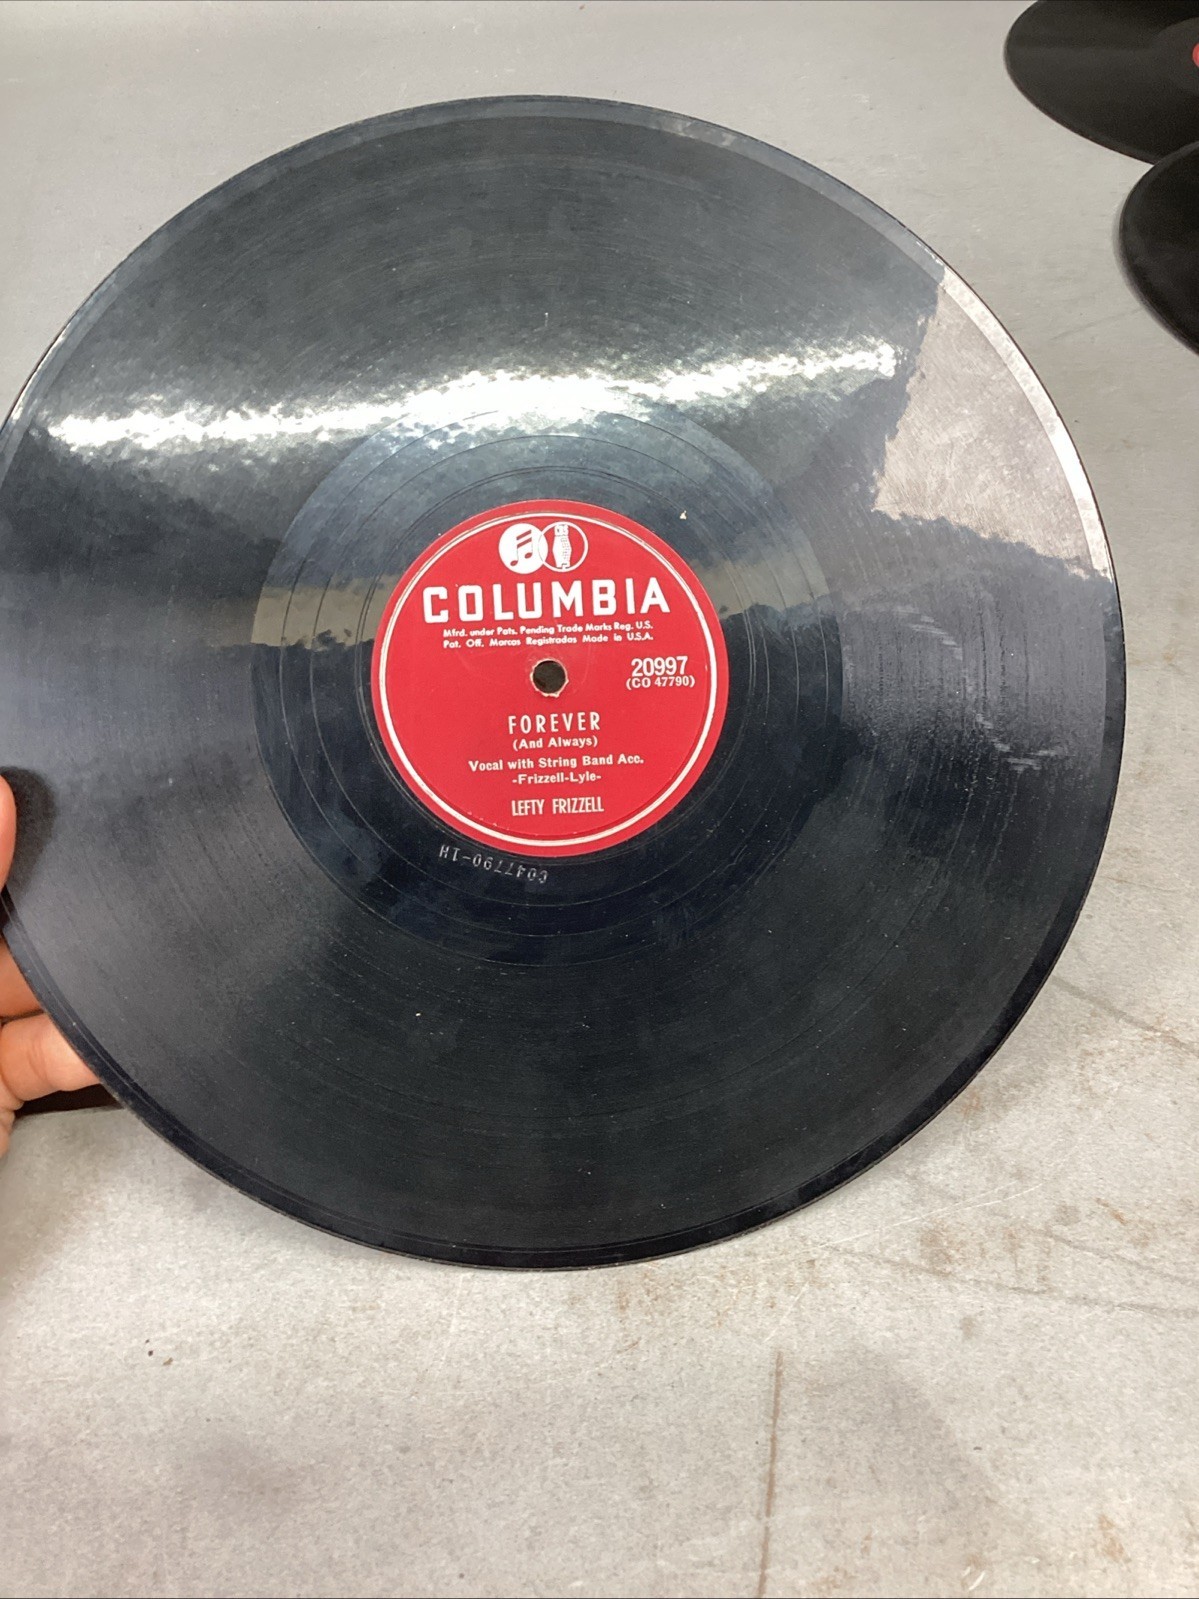 CBS
COLUMBIA
Mfrd. under Pats. Pending Trade Marks Reg. U.S.
Pat. Off. Marcas Registradas Made in U.S.A.
20997
(CO 47790)
FOREVER
(And Always)
Vocal with String Band Acc.
-Frizzell-Lyle-
LEFTY FRIZZELL
CO47790-1H